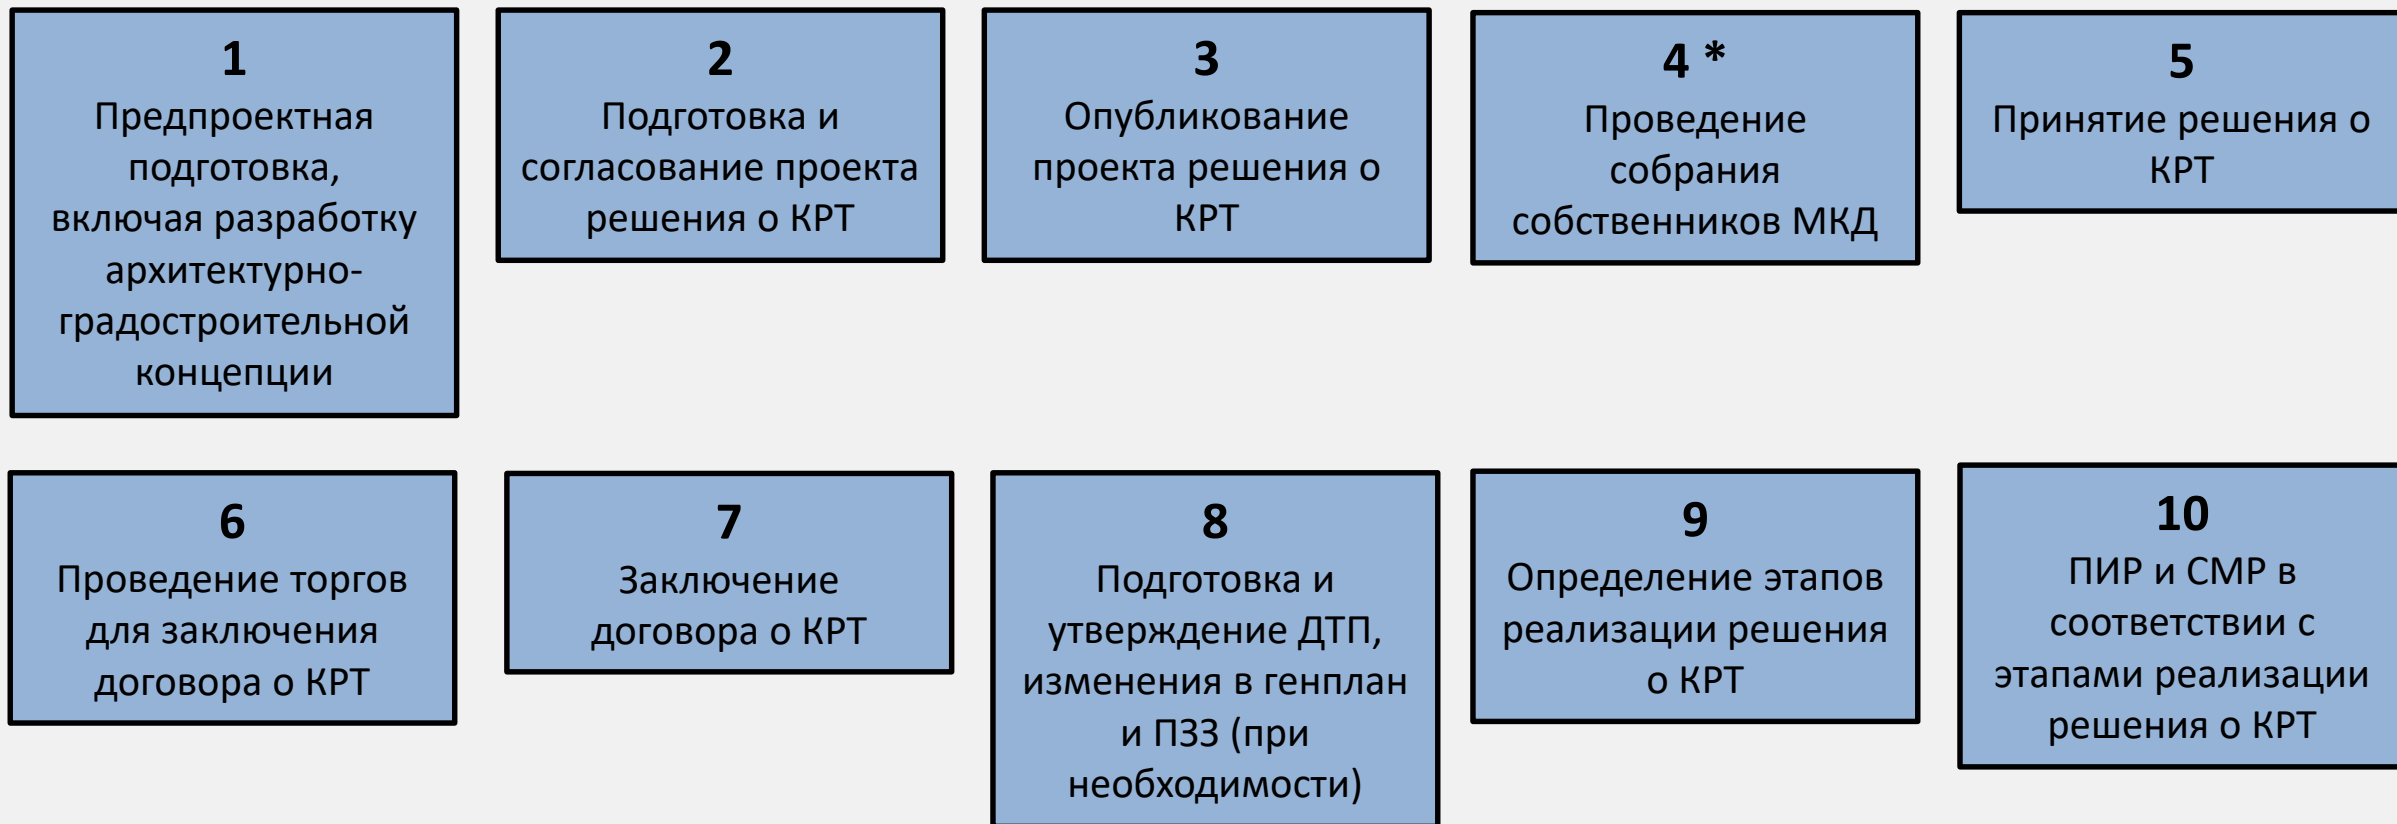 1
Предпроектная
подготовка,
включая разработку
архитектурно-
градостроительной
концепции
2
Подготовка и
согласование проекта
решения о КРТ
3
Опубликование
проекта решения о
КРТ
4 *
Проведение
собрания
собственников МКД
5
Принятие решения о
КРТ
6
Проведение торгов
для заключения
договора о КРТ
7
Заключение
договора о КРТ
8
Подготовка и
утверждение ДТП,
изменения в генплан
и ПЗЗ (при
необходимости)
9
Определение этапов
реализации решения
о КРТ
10
ПИР и СМР в
соответствии с
этапами реализации
решения о КРТ